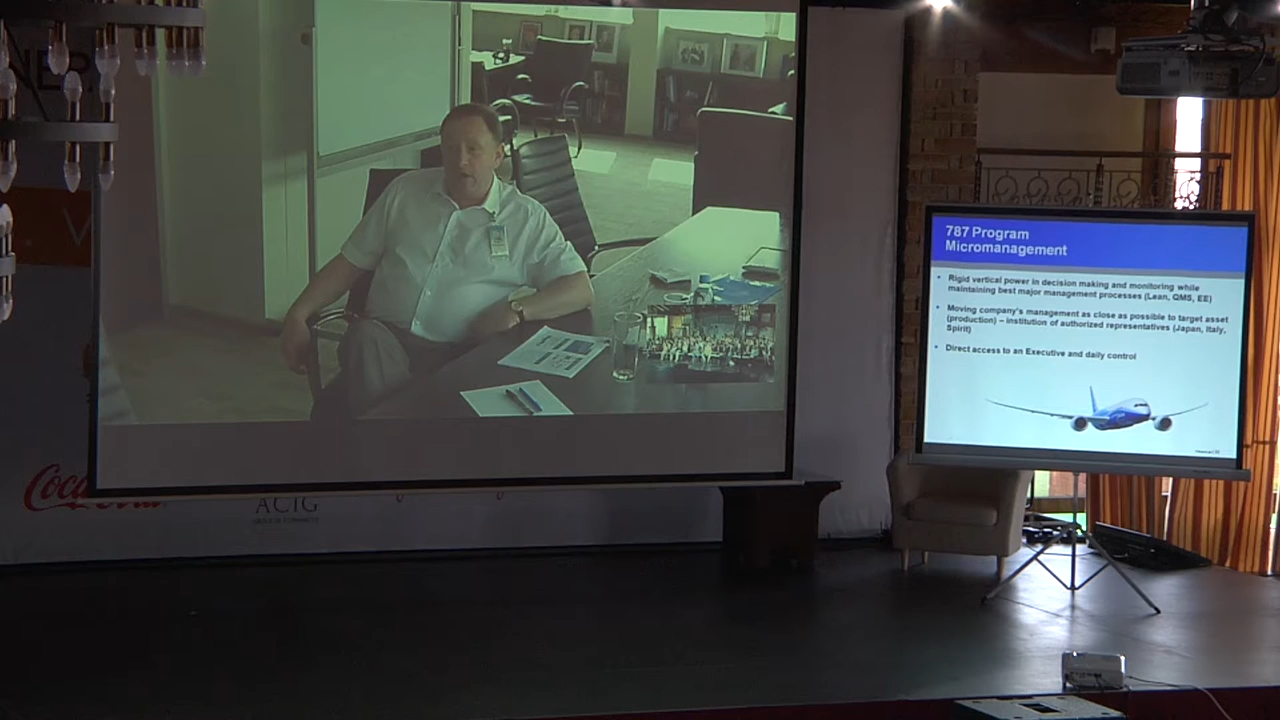 787 Program
Micromanagement
Rigid vertical power in decision making and monitoring while
maintaining best major management processes (Lean, QMS, EE)
Moving company's management as close as possible to target asset
(production) – institution of authorized representatives (Japan, Italy,
Spirit)
Direct access to an Executive and daily control
Coca-Cola
ACIG